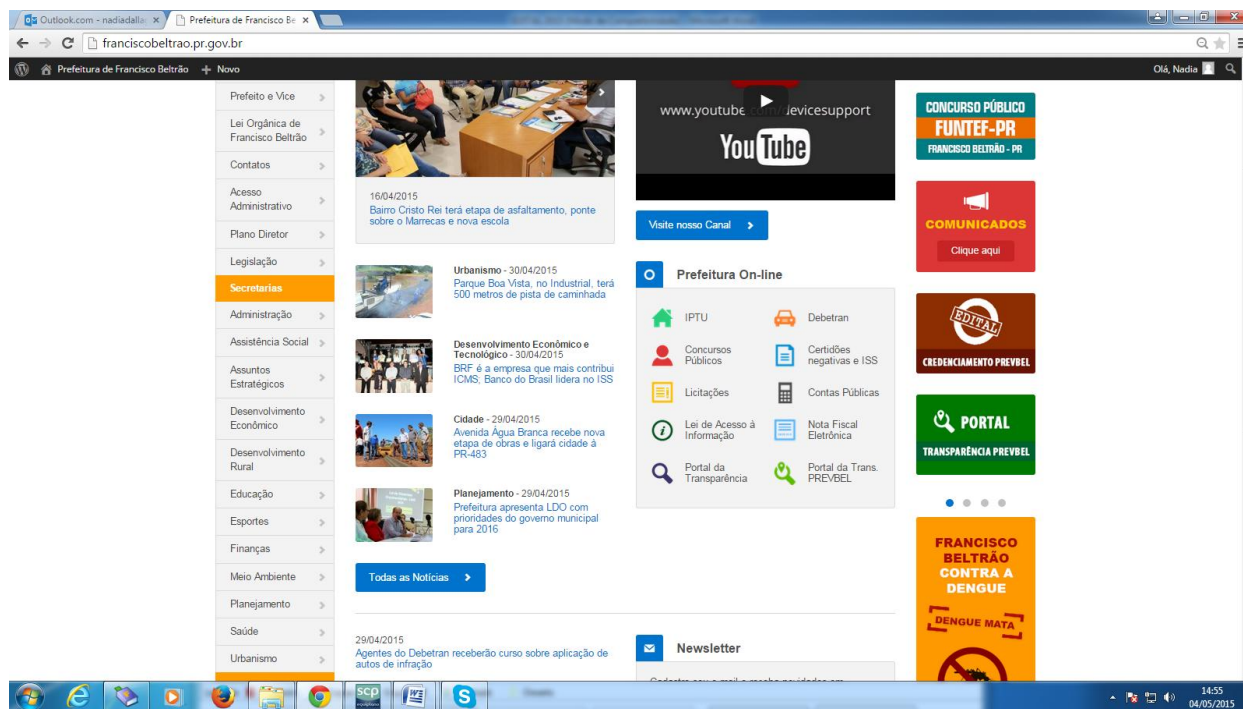 Outlook.com - nadiadalla
Prefeitura de Francisco Be
franciscobeltrao.pr.gov.br
Prefeitura de Francisco Beltrão
+ Novo
Olá, Nadia
Prefeito e Vice
Lei Orgânica de
Francisco Beltrão
Contatos
Acesso
Administrativo
Plano Diretor
Legislação
Secretarias
Administração
Assistência Social
Assuntos
Estratégicos
Desenvolvimento
Econômico
Desenvolvimento
Rural
Educação
Esportes
Finanças
Meio Ambiente
Planejamento
Saúde
Urbanismo
16/04/2015
Bairro Cristo Rei terá etapa de asfaltamento, ponte
sobre o Marrecas e nova escola
Urbanismo - 30/04/2015
Parque Boa Vista, no Industrial, terá
500 metros de pista de caminhada
Desenvolvimento Econômico e
Tecnológico - 30/04/2015
BRF é a empresa que mais contribui
ICMS; Banco do Brasil lidera no ISS
Cidade - 29/04/2015
Avenida Água Branca recebe nova
etapa de obras e ligará cidade à
PR-483
Planejamento - 29/04/2015
Prefeitura apresenta LDO com
prioridades do governo municipal
para 2016
Todas as Notícias
29/04/2015
Agentes do Debetran receberão curso sobre aplicação de
autos de infração
www.youtube.com/devicesupport
YouTube
Visite nosso Canal
Prefeitura On-line
IPTU
Debetran
Concursos
Públicos
Certidões
negativas e ISS
Licitações
Contas Públicas
Lei de Acesso à
Informação
Nota Fiscal
Eletrônica
Portal da
Transparência
Portal da Trans.
PREVBEL
Newsletter
CONCURSO PÚBLICO
FUNTEF-PR
FRANCISCO BELTRÃO - PR
COMUNICADOS
Clique aqui
EDITAL
CREDENCIAMENTO PREVBEL
PORTAL
TRANSPARÊNCIA PREVBEL
FRANCISCO
BELTRÃO
CONTRA A
DENGUE
DENGUE MATA
scp
14:55
04/05/2015